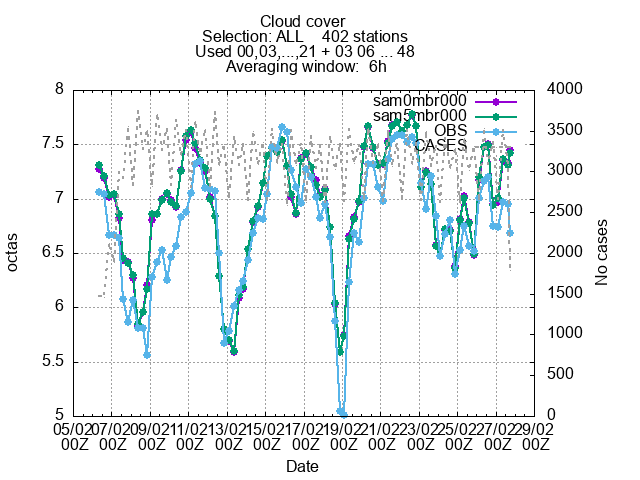 Cloud cover
Selection: ALL 402 stations
Used 00,03,...,21 + 03 06 ... 48
Averaging window: 6h
sam0mbr000
sam5mbr000
OBS
CASES
8
7.5
7
6.5
6
5.5
5
octas
4000
3500
3000
2500
2000
1500
1000
500
0
No cases
05/02 07/02 09/02 11/02 13/02 15/02 17/02 19/02 21/02 23/02 25/02 27/02 29/02
00Z 00Z 00Z 00Z 00Z 00Z 00Z 00Z 00Z 00Z 00Z 00Z 00Z
Date